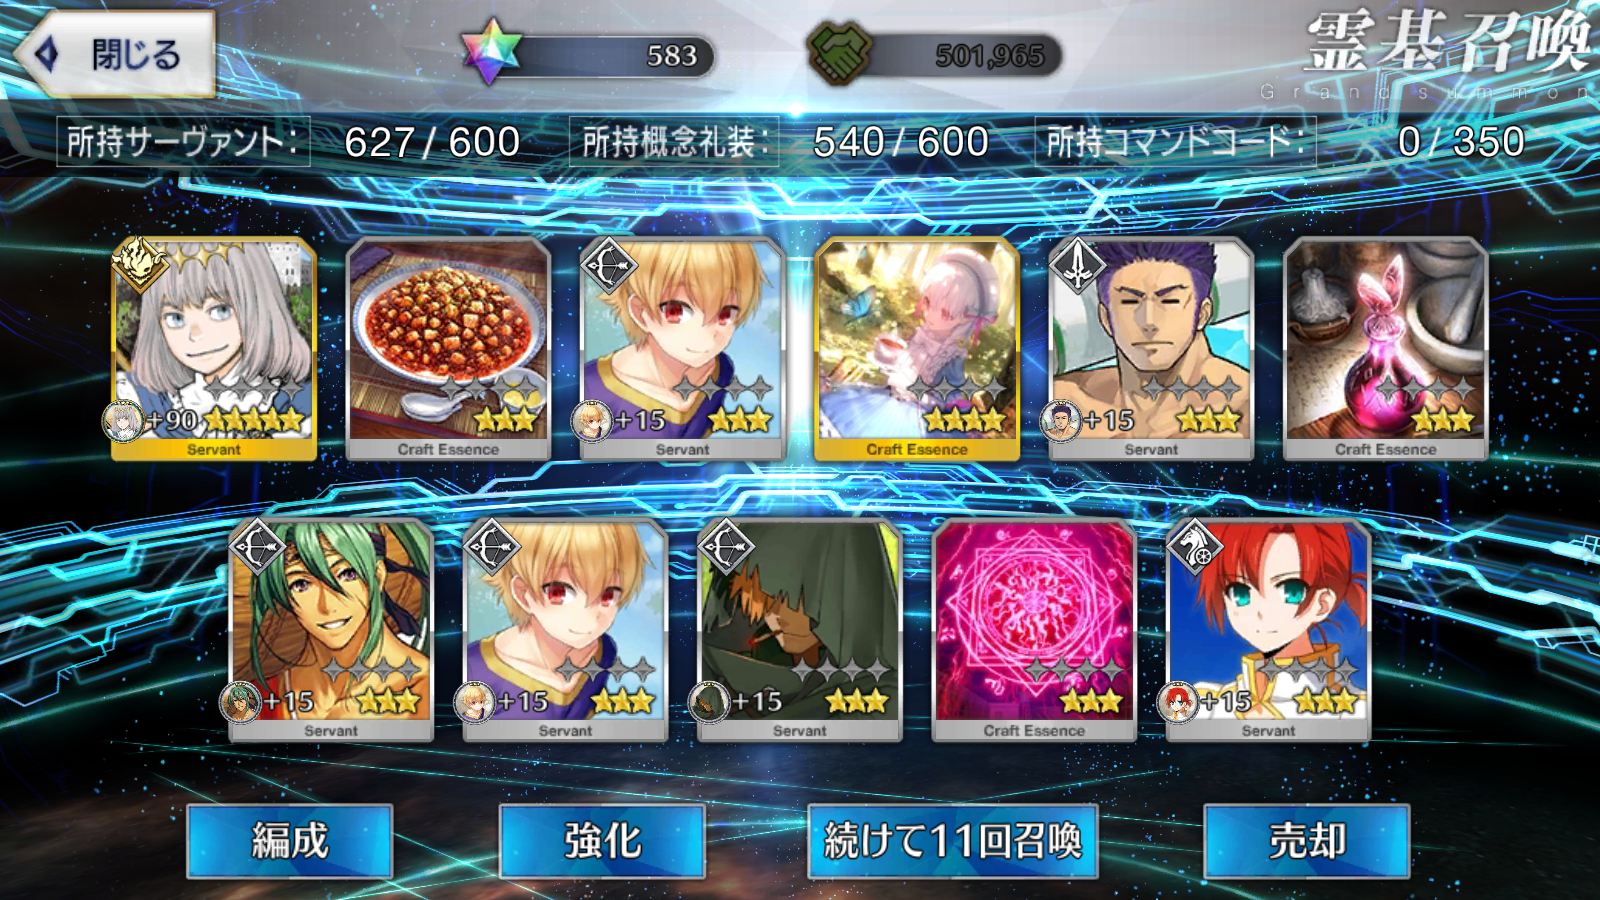 閉じる
583
501,965
霊基召喚
Grand summon
所持サーヴァント: 627 / 600 所持概念礼装: 540 / 600 所持コマンドコード: 0 / 350
+90
+15
+15
Servant
Craft Essence
Servant
Craft Essence
Servant
Craft Essence
+15
+15
+15
+15
Servant
Servant
Servant
Craft Essence
Servant
編成
強化
続けて11回召喚
売却